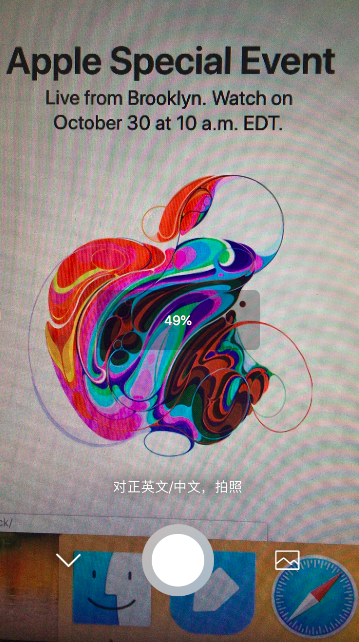 Apple Special Event
Live from Brooklyn. Watch on
October 30 at 10 a.m. EDT.
49%
对正英文/中文，拍照
ck/